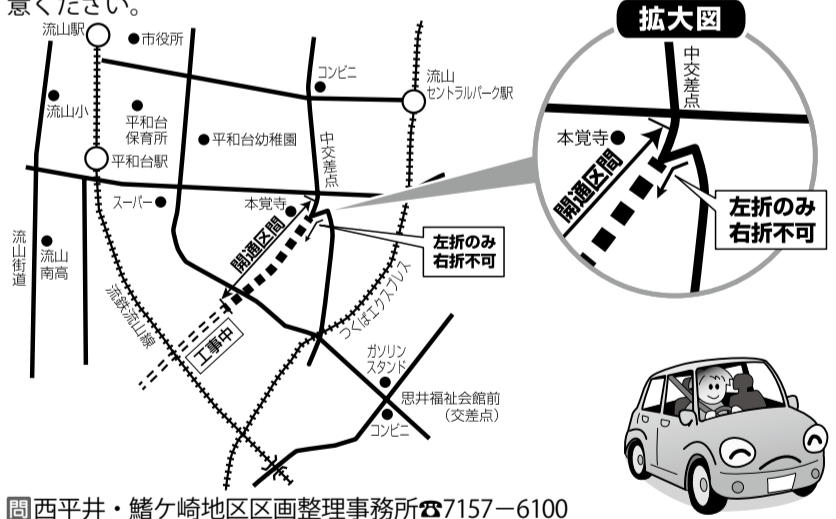 意ください。
流山駅
市役所
コンビニ
流山
セントラルパーク駅
流山小
平和台
保育所
平和台幼稚園
中交差点
平和台駅
スーパー
本覚寺
開通区間
左折のみ
右折不可
流山街道
流山
南高
流鉄流山線
工事中
つくばエクスプレス
ガソリン
スタンド
思井福祉会館前
(交差点)
コンビニ
拡大図
中交差点
本覚寺
開通区間
左折のみ
右折不可
問西平井・鰭ケ崎地区区画整理事務所☎7157－6100